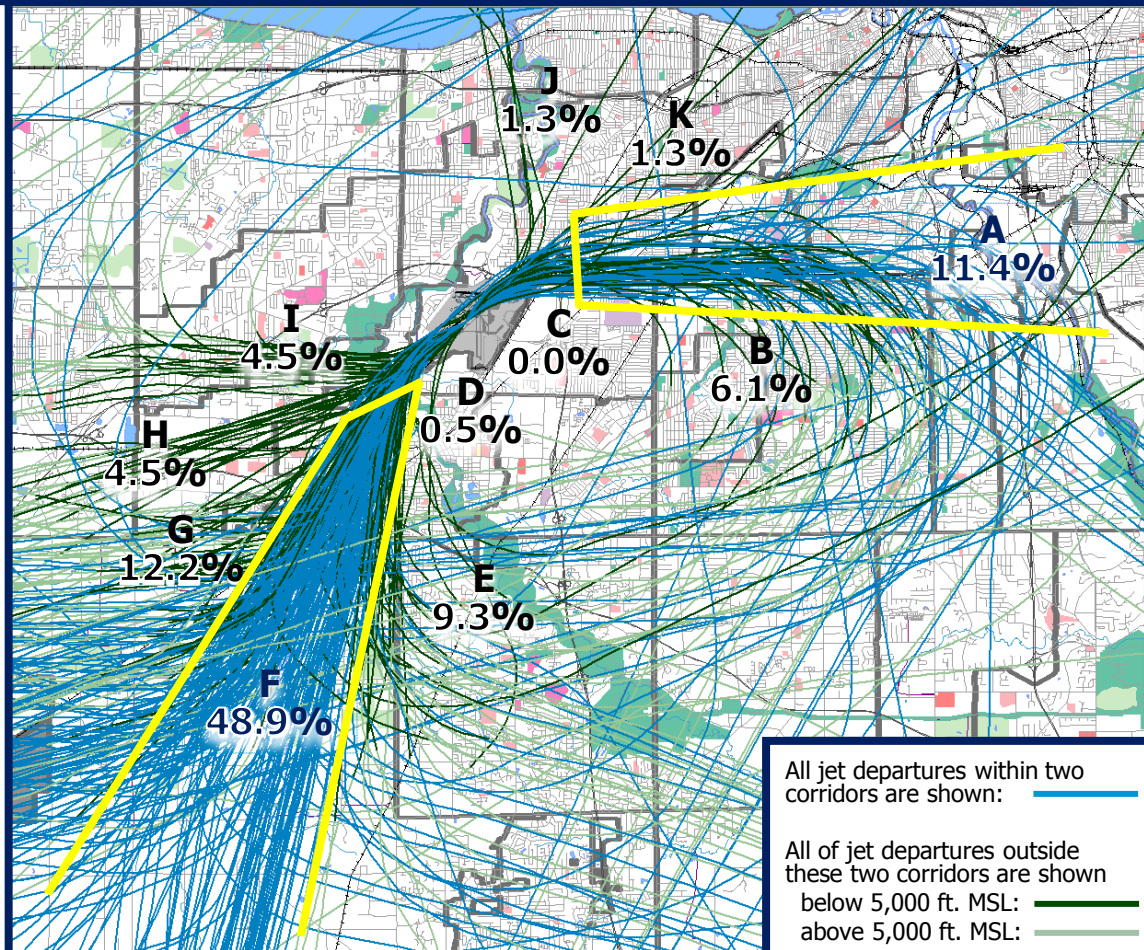 J
1.3%
K
1.3%
A
11.4%
I
4.5%
C
0.0%
B
6.1%
D
0.5%
H
4.5%
G
12.2%
E
9.3%
F
48.9%
All jet departures within two
corridors are shown:
All of jet departures outside
these two corridors are shown
below 5,000 ft. MSL:
above 5,000 ft. MSL: